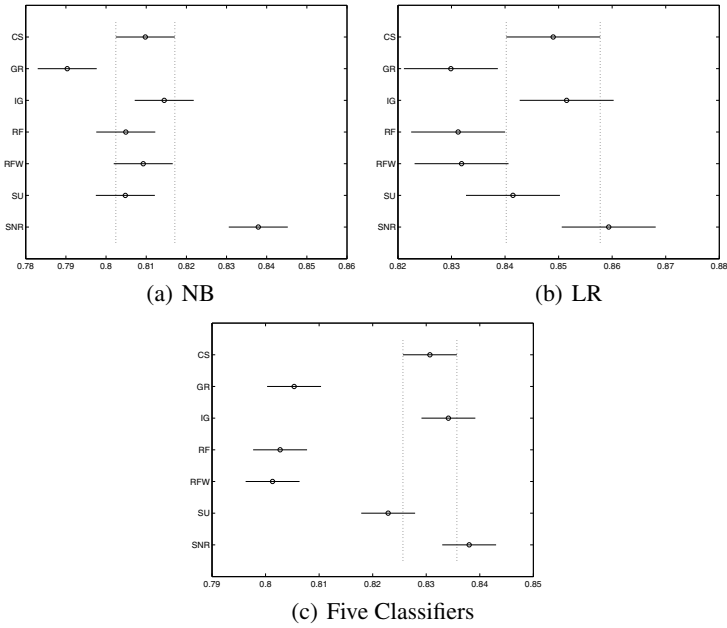 CS
GR
IG
RF
RFW
SU
SNR
0.78 0.79 0.8 0.81 0.82 0.83 0.84 0.85 0.86
(a) NB
CS
GR
IG
RF
RFW
SU
SNR
0.82 0.83 0.84 0.85 0.86 0.87 0.88
(b) LR
CS
GR
IG
RF
RFW
SU
SNR
0.79 0.8 0.81 0.82 0.83 0.84 0.85
(c) Five Classifiers